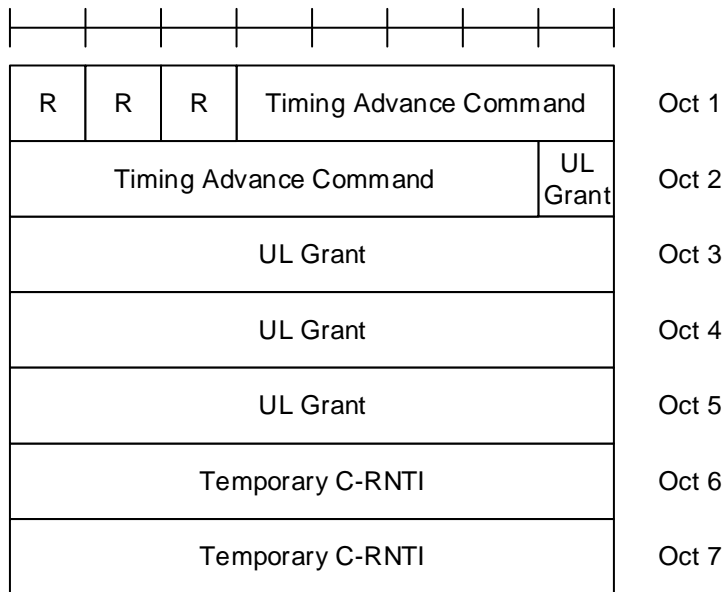 R R R Timing Advance Command Oct 1
Timing Advance Command UL Grant Oct 2
UL Grant Oct 3
UL Grant Oct 4
UL Grant Oct 5
Temporary C-RNTI Oct 6
Temporary C-RNTI Oct 7